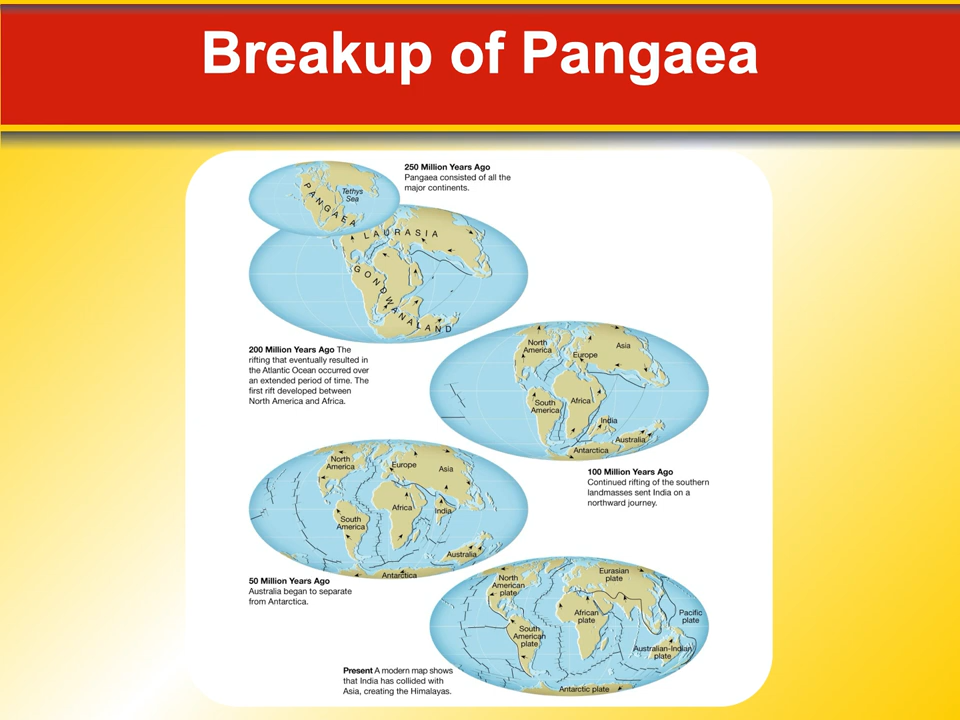 Breakup of Pangaea
250 Million Years Ago
Pangaea consisted of all the
major continents.
Tethys
Sea
PANGAEA
LAURASIA
GONDWANALAND
200 Million Years Ago The
rifting that eventually resulted in
the Atlantic Ocean occurred over
an extended period of time. The
first rift developed between
North America and Africa.
North
America
Europe
Asia
South
America
Africa
India
Australia
Antarctica
100 Million Years Ago
Continued rifting of the southern
landmasses sent India on a
northward journey.
North
America
Europe
Asia
Africa
India
South
America
Australia
Antarctica
50 Million Years Ago
Australia began to separate
from Antarctica.
North
American
plate
Eurasian
plate
African
plate
Pacific
plate
South
American
plate
Australian-Indian
plate
Antarctic plate
Present A modern map shows
that India has collided with
Asia, creating the Himalayas.